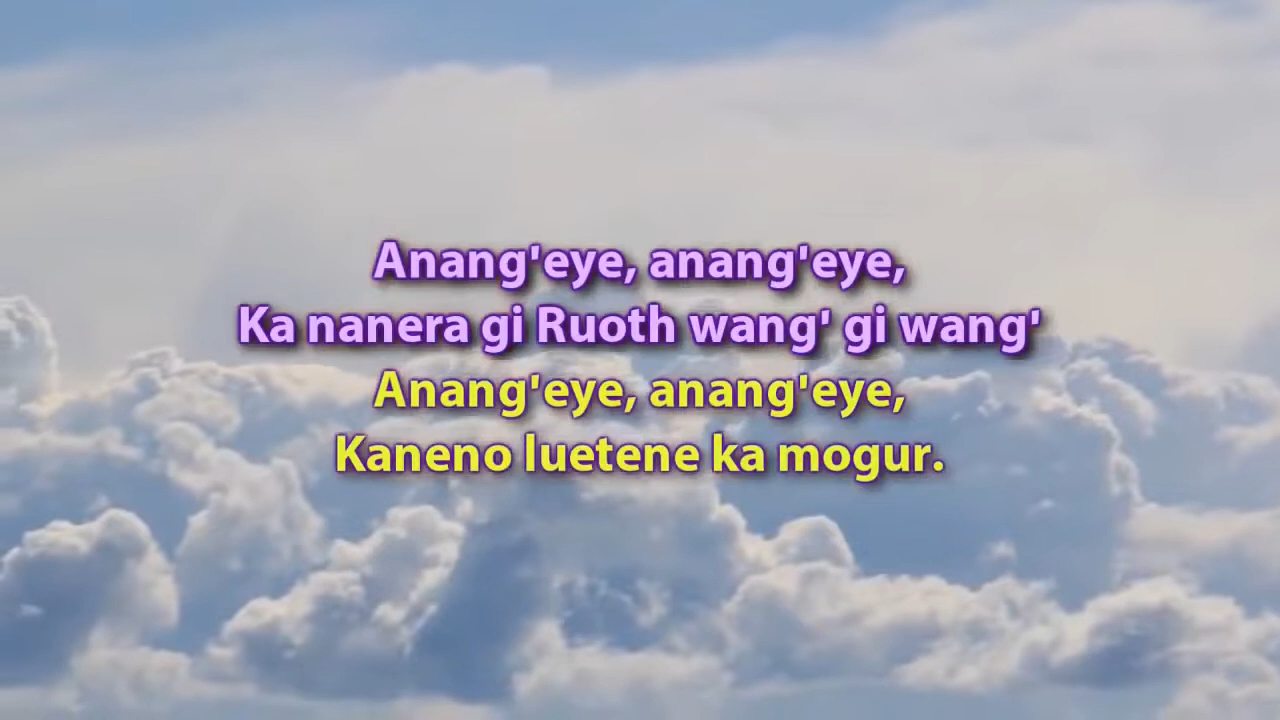 Anang'eye, anang'eye,
Ka nanera gi Ruoth wang' gi wang'
Anang'eye, anang'eye,
Kaneno luetene ka mogur.